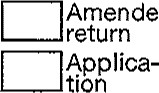 Amende
return
Applica-
tion